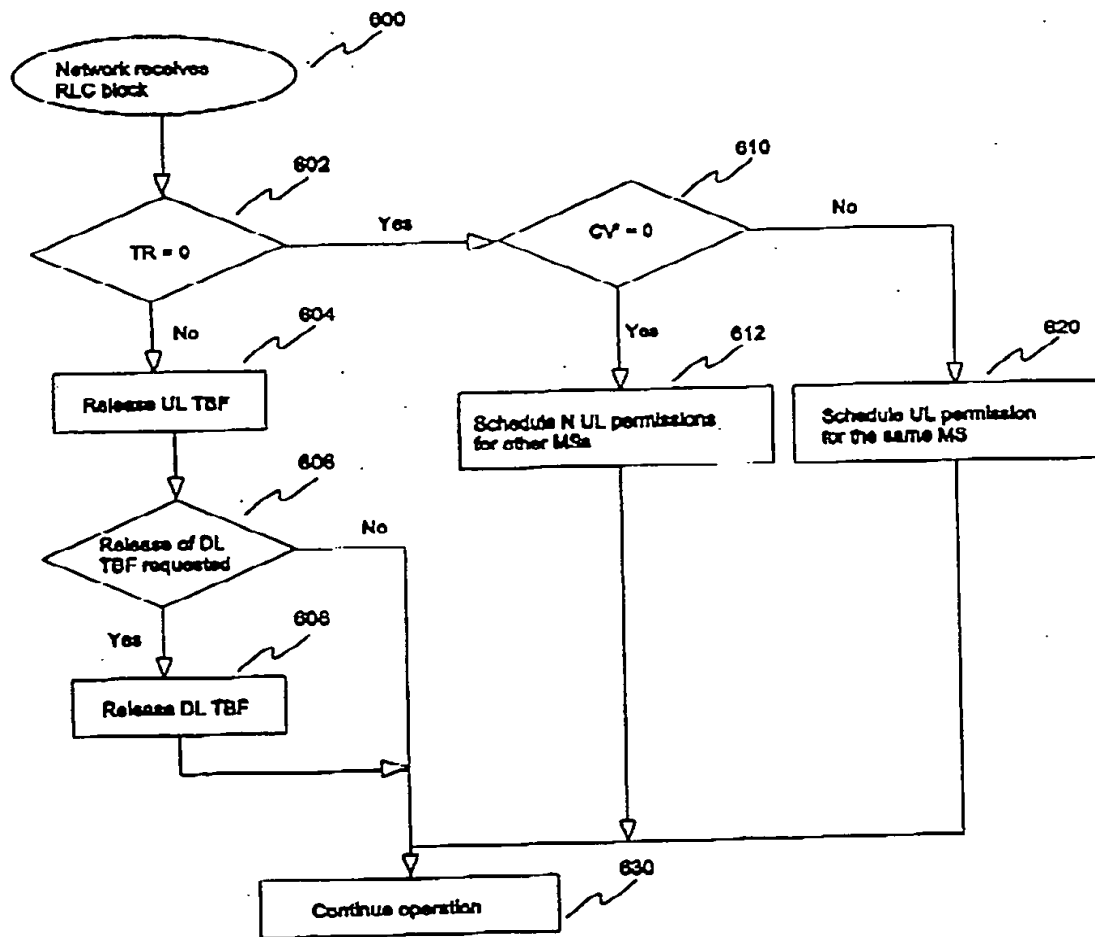 600
Network receives
RLC block
602
TR = 0
Yes
610
CV' = 0
No
No
604
Release UL TBF
Yes
612
Schedule N UL permissions
for other MSs
620
Schedule UL permission
for the same MS
606
Release of DL
TBF requested
No
Yes
608
Release DL TBF
630
Continue operation